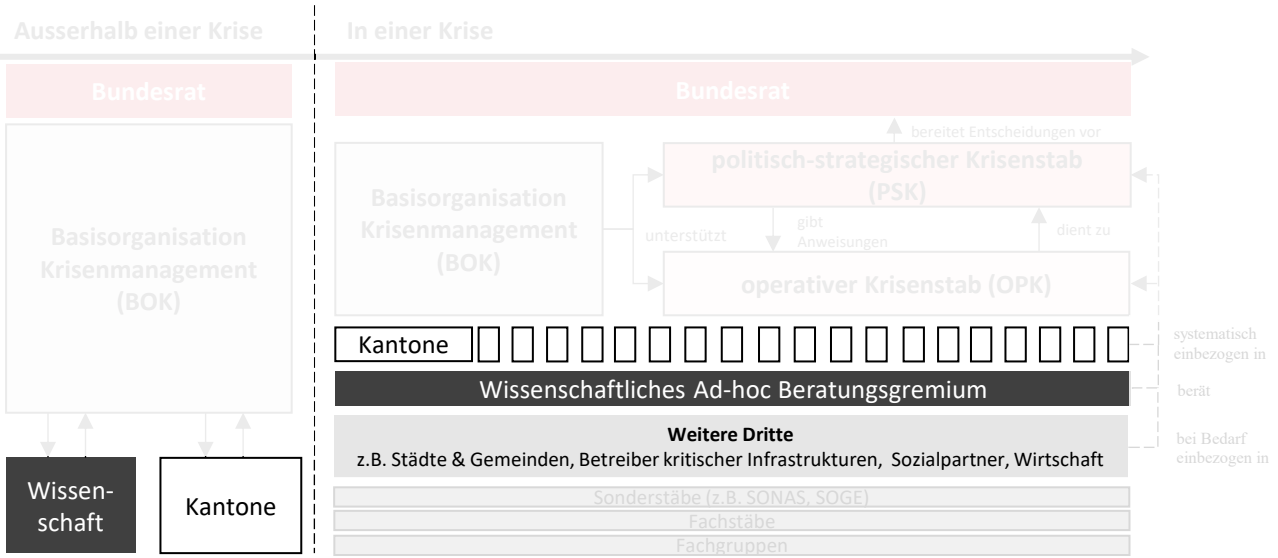 Ausserhalb einer Krise
In einer Krise
Bundesrat
Bundesrat
bereitet Entscheidungen vor
Basisorganisation
Krisenmanagement
(BOK)
Basisorganisation
Krisenmanagement
(BOK)
unterstützt
politisch-strategischer Krisenstab
(PSK)
gibt
Anweisungen
dient zu
operativer Krisenstab (OPK)
Kantone
systematisch
einbezogen in
Wissenschaftliches Ad-hoc Beratungsgremium
berät
Weitere Dritte
z.B. Städte & Gemeinden, Betreiber kritischer Infrastrukturen, Sozialpartner, Wirtschaft
bei Bedarf
einbezogen in
Wissen-
schaft
Kantone
Sonderstäbe (z.B. SONAS, SOGE)
Fachstäbe
Fachgruppen